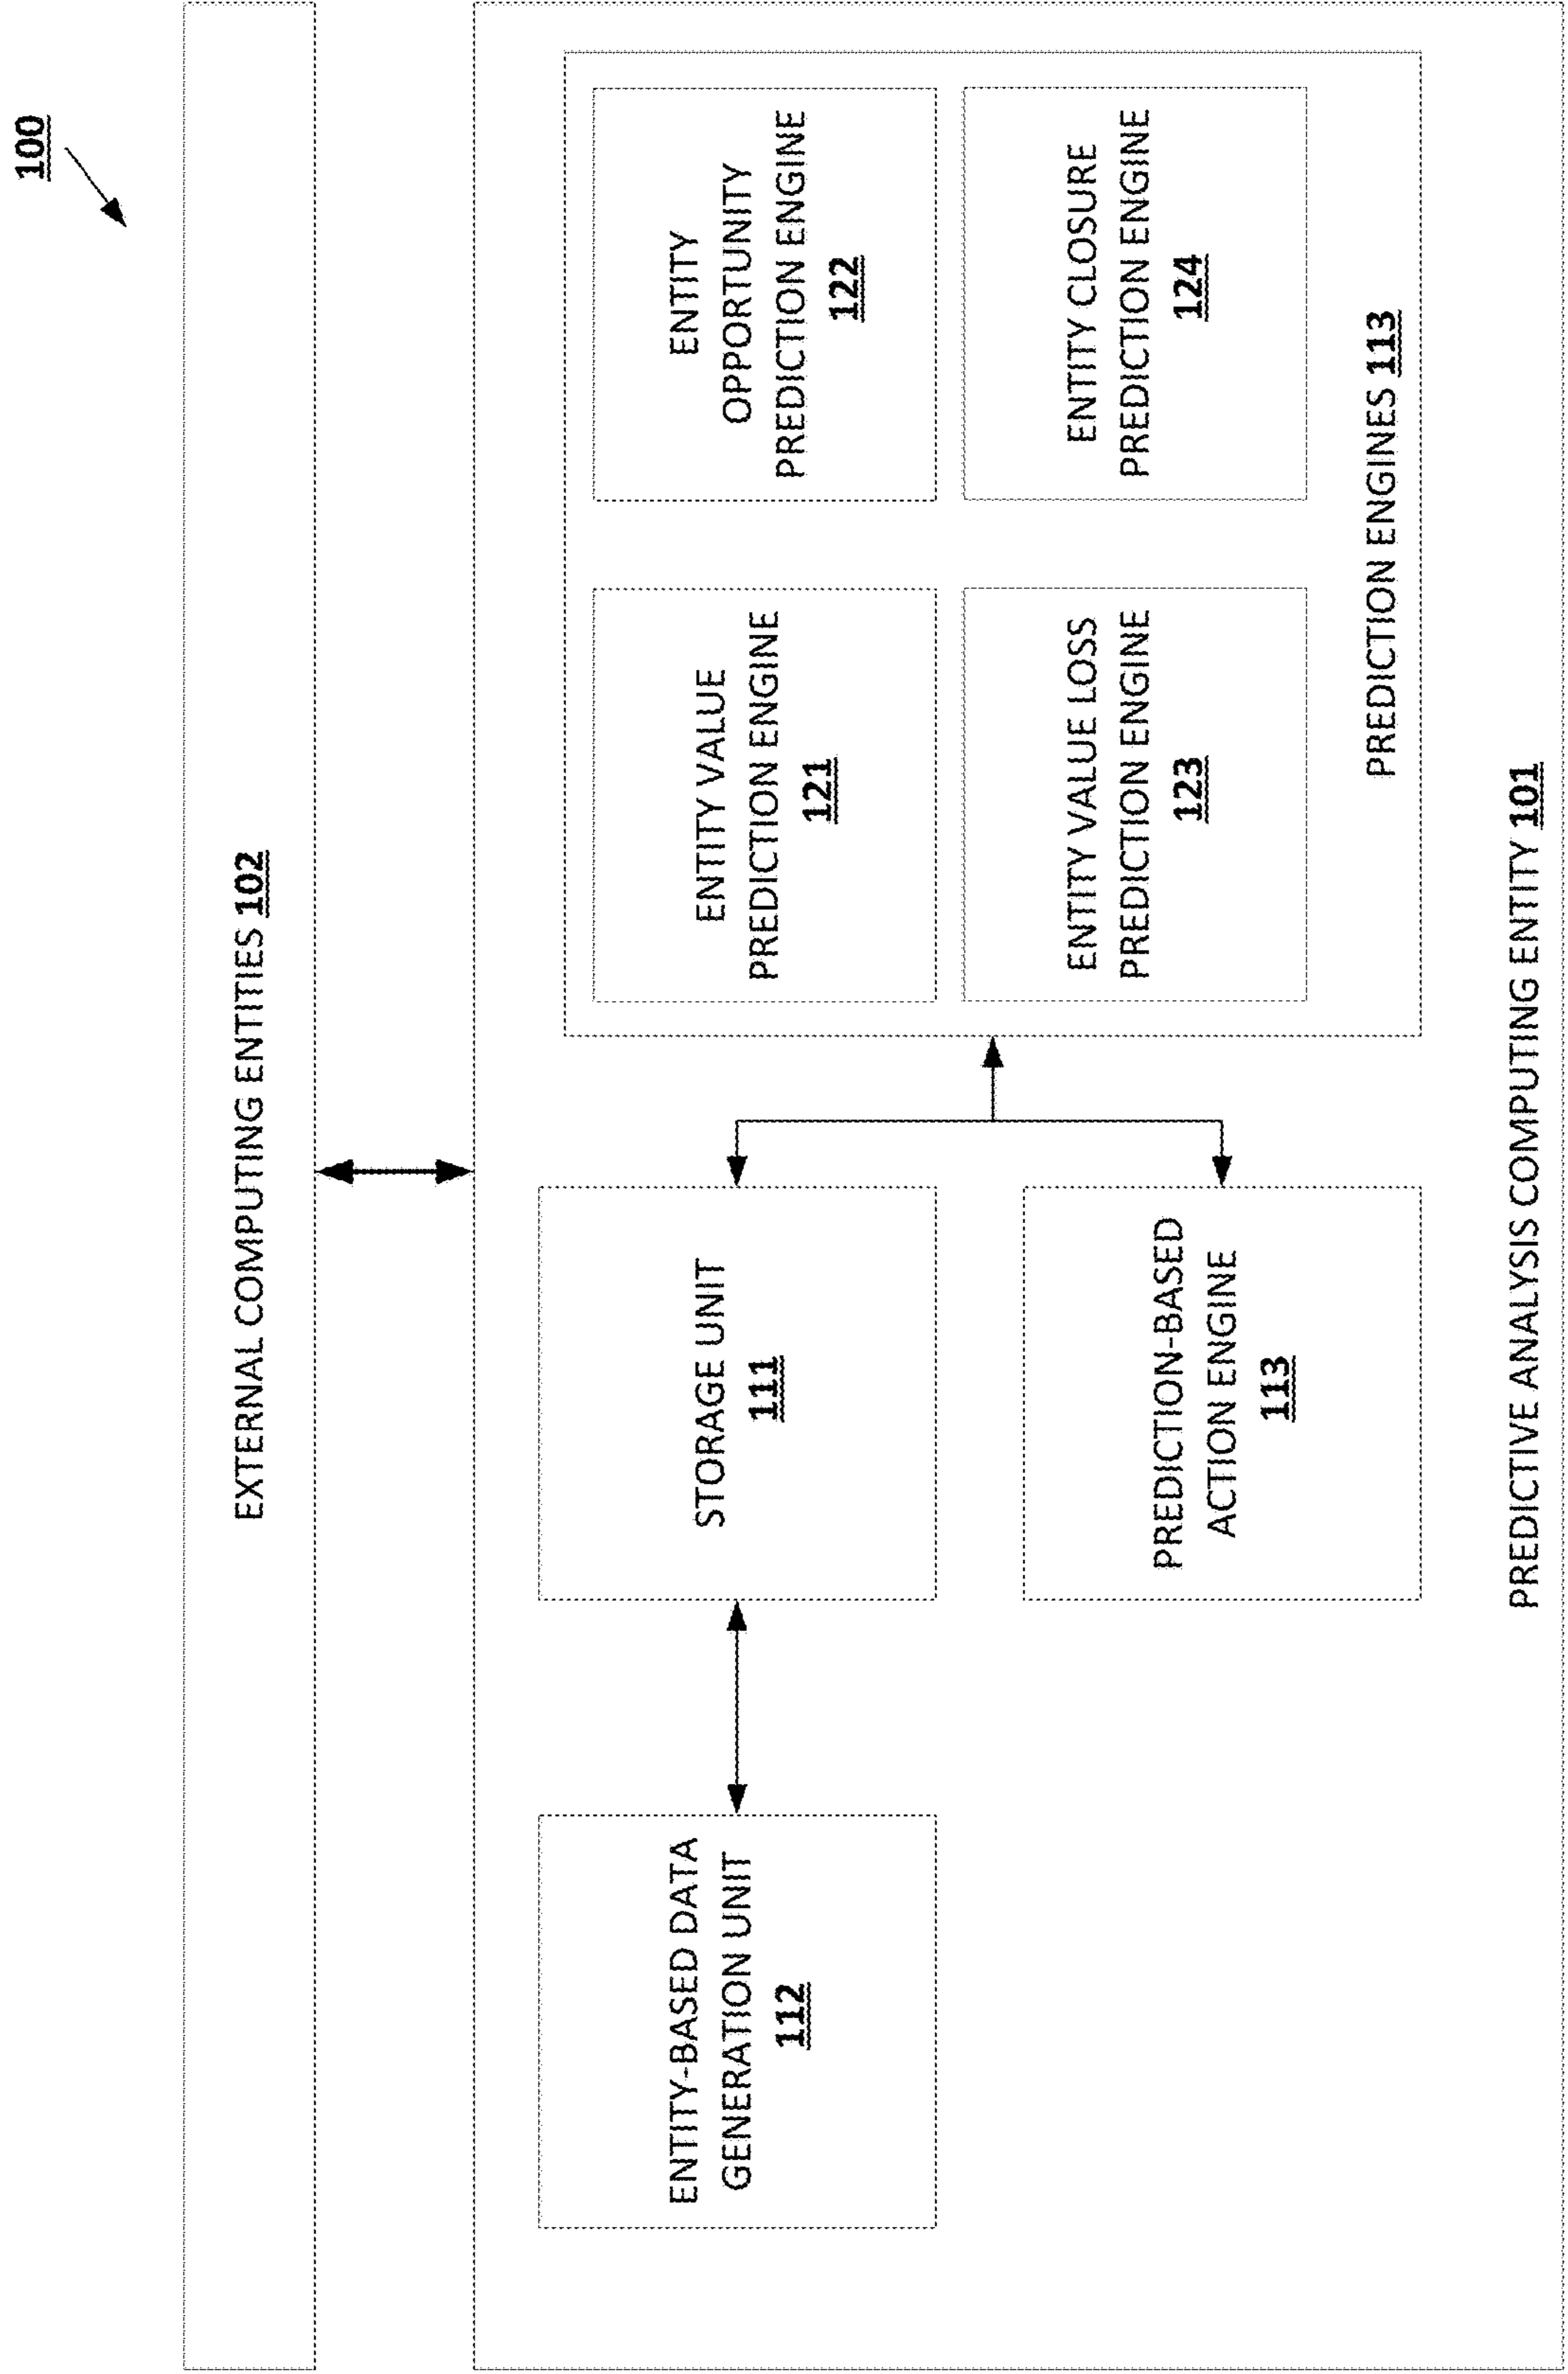 100
EXTERNAL COMPUTING ENTITIES 102
ENTITY-BASED DATA
GENERATION UNIT
112
STORAGE UNIT
111
PREDICTION-BASED
ACTION ENGINE
113
ENTITY VALUE
PREDICTION ENGINE
121
ENTITY
OPPORTUNITY
PREDICTION ENGINE
122
ENTITY VALUE LOSS
PREDICTION ENGINE
123
ENTITY CLOSURE
PREDICTION ENGINE
124
PREDICTION ENGINES 113
PREDICTIVE ANALYSIS COMPUTING ENTITY 101